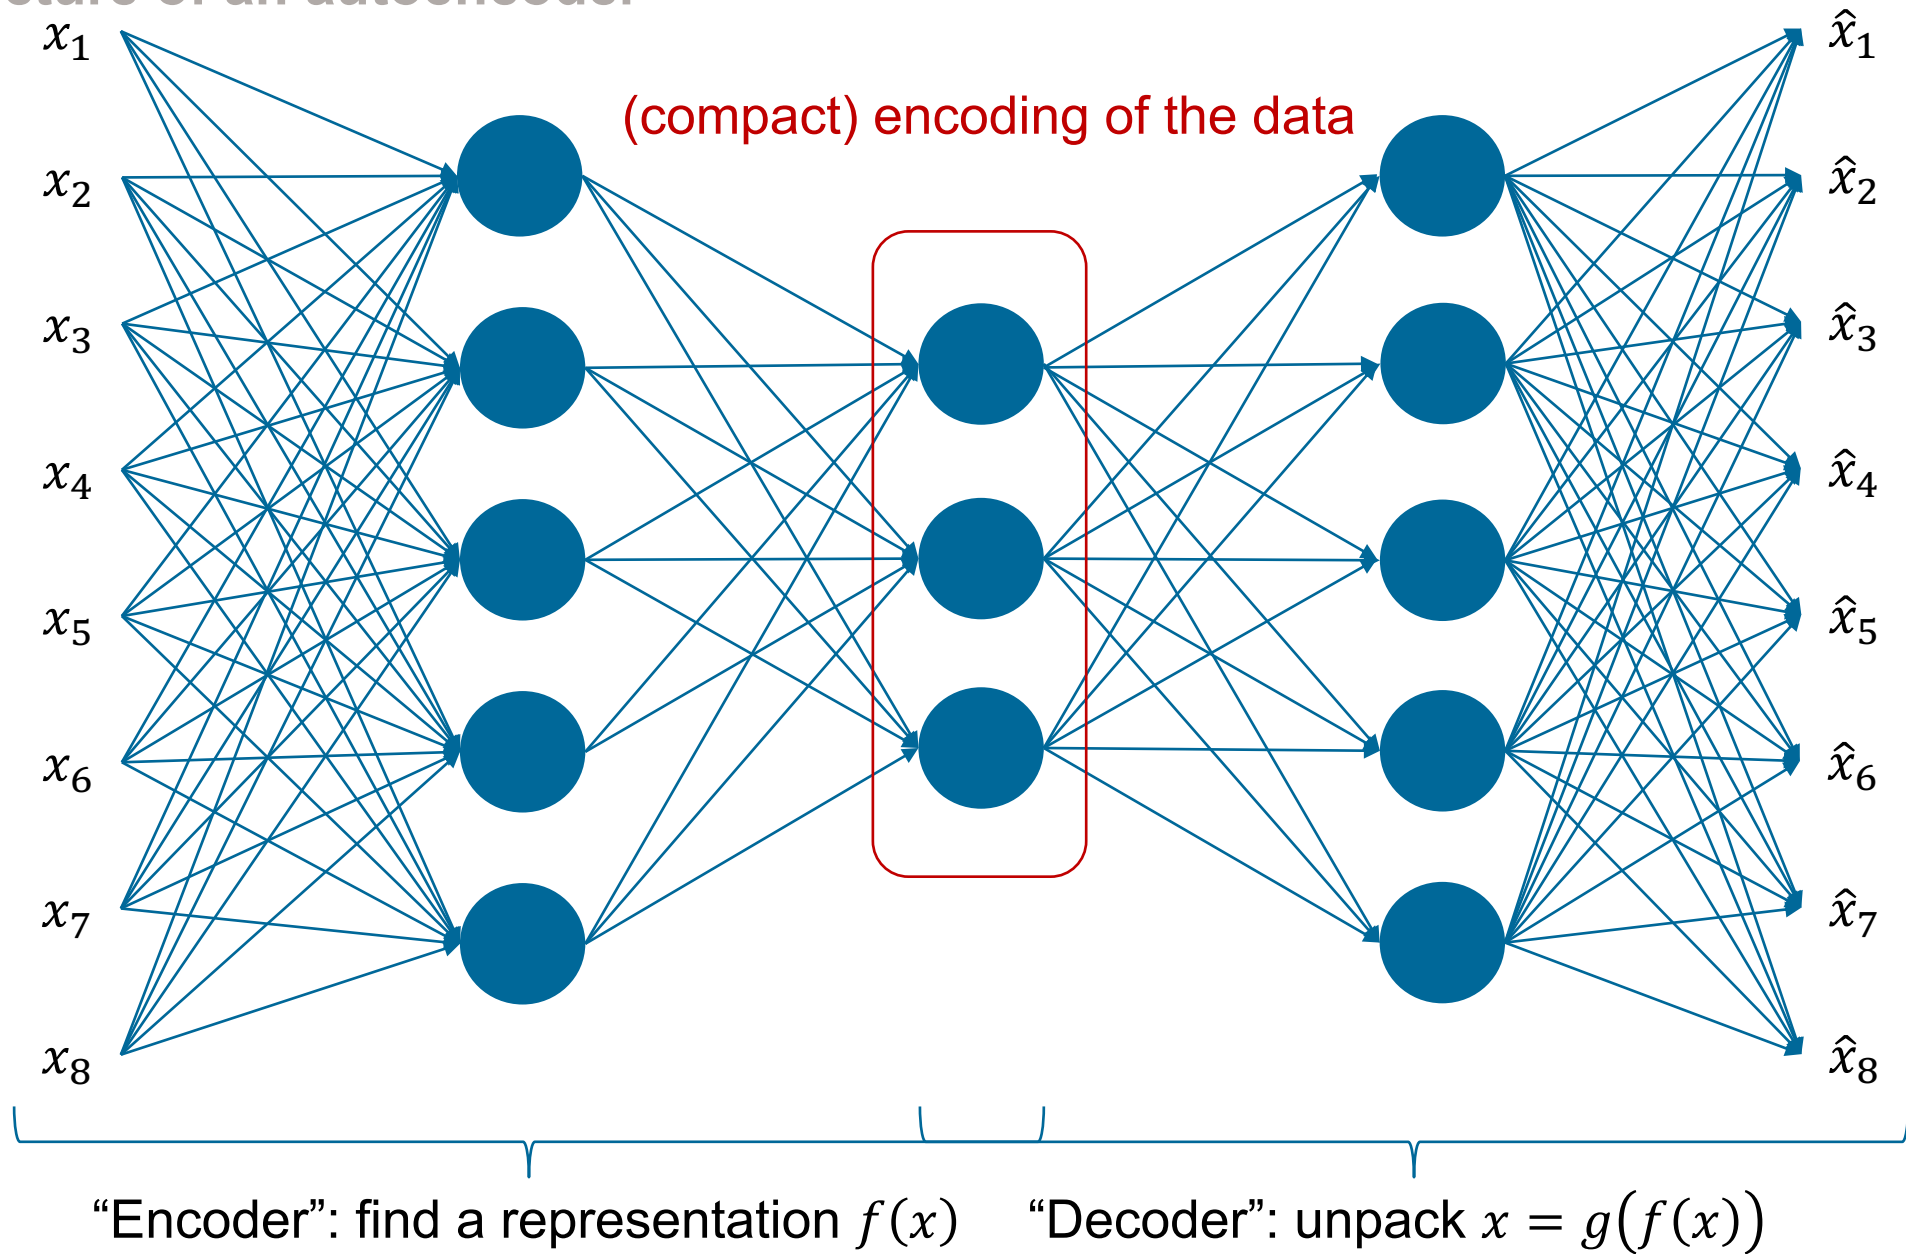 x₁
x₂
x₃
x₄
x₅
x₆
x₇
x₈
(compact) encoding of the data
x̂₁
x̂₂
x̂₃
x̂₄
x̂₅
x̂₆
x̂₇
x̂₈
“Encoder”: find a representation f(x)
“Decoder”: unpack x = g(f(x))